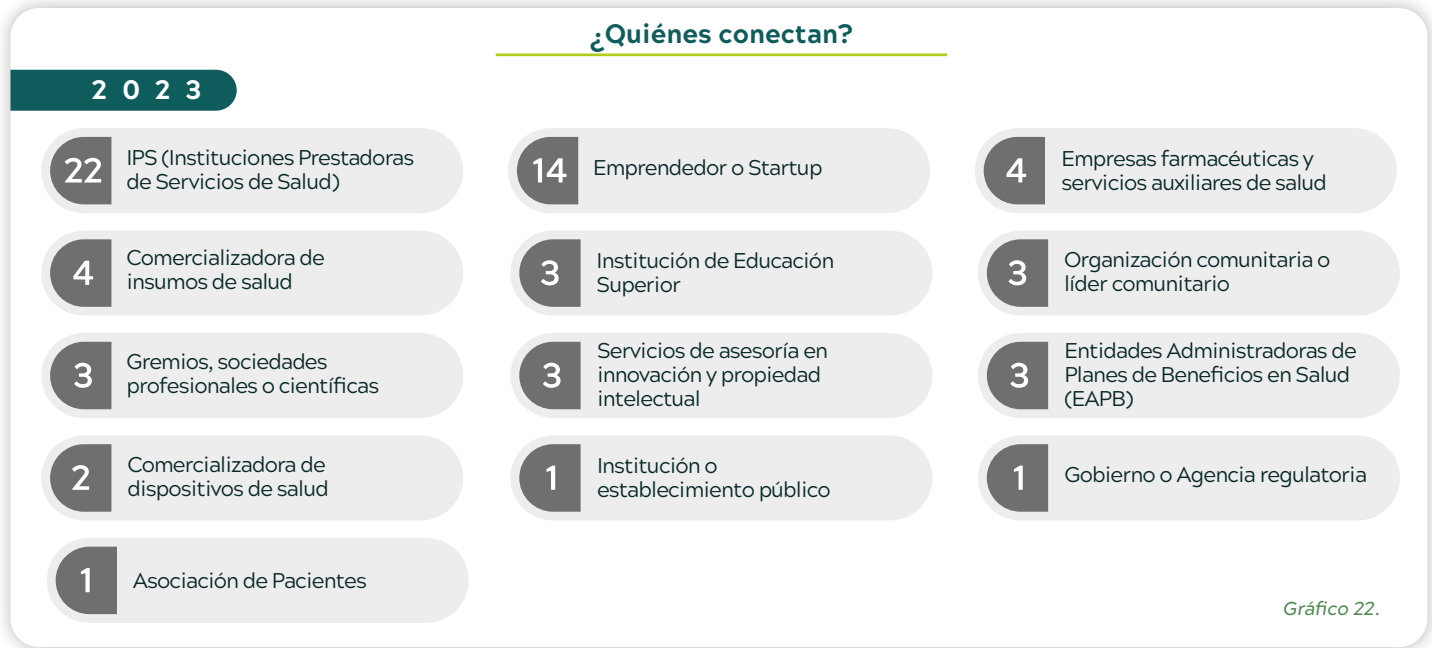 ¿Quiénes conectan?
2 0 2 3
22
IPS (Instituciones Prestadoras
de Servicios de Salud)
14
Emprendedor o Startup
4
Empresas farmacéuticas y
servicios auxiliares de salud
4
Comercializadora de
insumos de salud
3
Institución de Educación
Superior
3
Organización comunitaria o
líder comunitario
3
Gremios, sociedades
profesionales o científicas
3
Servicios de asesoría en
innovación y propiedad
intelectual
3
Entidades Administradoras de
Planes de Beneficios en Salud
(EAPB)
2
Comercializadora de
dispositivos de salud
1
Institución o
establecimiento público
1
Gobierno o Agencia regulatoria
1
Asociación de Pacientes
Gráfico 22.